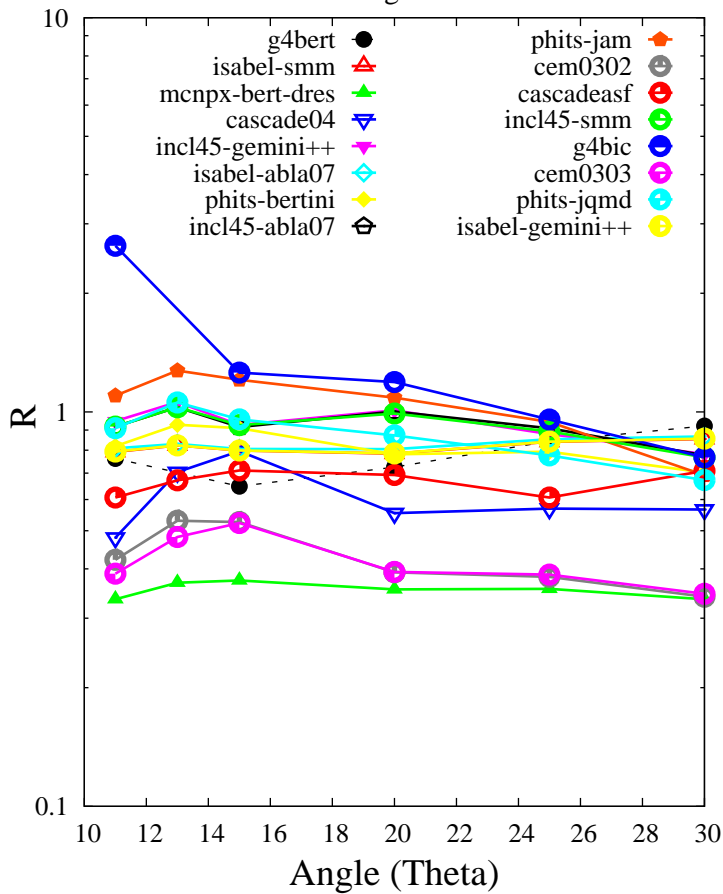 10
g4bert
isabel-smm
mcnpx-bert-dres
cascade04
incl45-gemini++
isabel-abla07
phits-bertini
incl45-abla07
phits-jam
cem0302
cascadeasf
incl45-smm
g4bic
cem0303
phits-jqmd
isabel-gemini++
R
1
0.1
10 12 14 16 18 20 22 24 26 28 30
Angle (Theta)